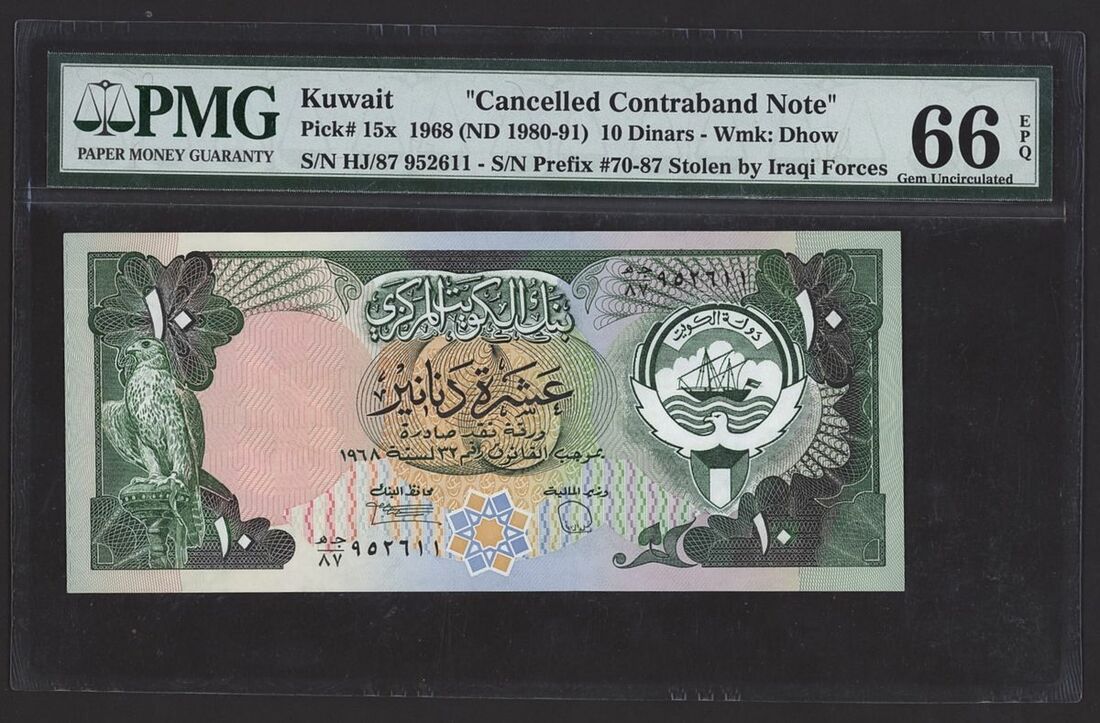 PMG
PAPER MONEY GUARANTY
Kuwait "Cancelled Contraband Note"
Pick# 15x 1968 (ND 1980-91) 10 Dinars - Wmk: Dhow
S/N HJ/87 952611 - S/N Prefix #70-87 Stolen by Iraqi Forces
66
EPQ
Gem Uncirculated
١٠
١٠
بنك الكويت المركزي
ه‍ج
٨٧
٩٥٢٦١١
دولة الكويت
عشرة دنانير
ورقة نقد صادرة
بموجب القانون رقم ٣٢ لسنة ١٩٦٨
وزير المالية
محافظ البنك
١٠
ه‍ج
٨٧
٩٥٢٦١١
١٠